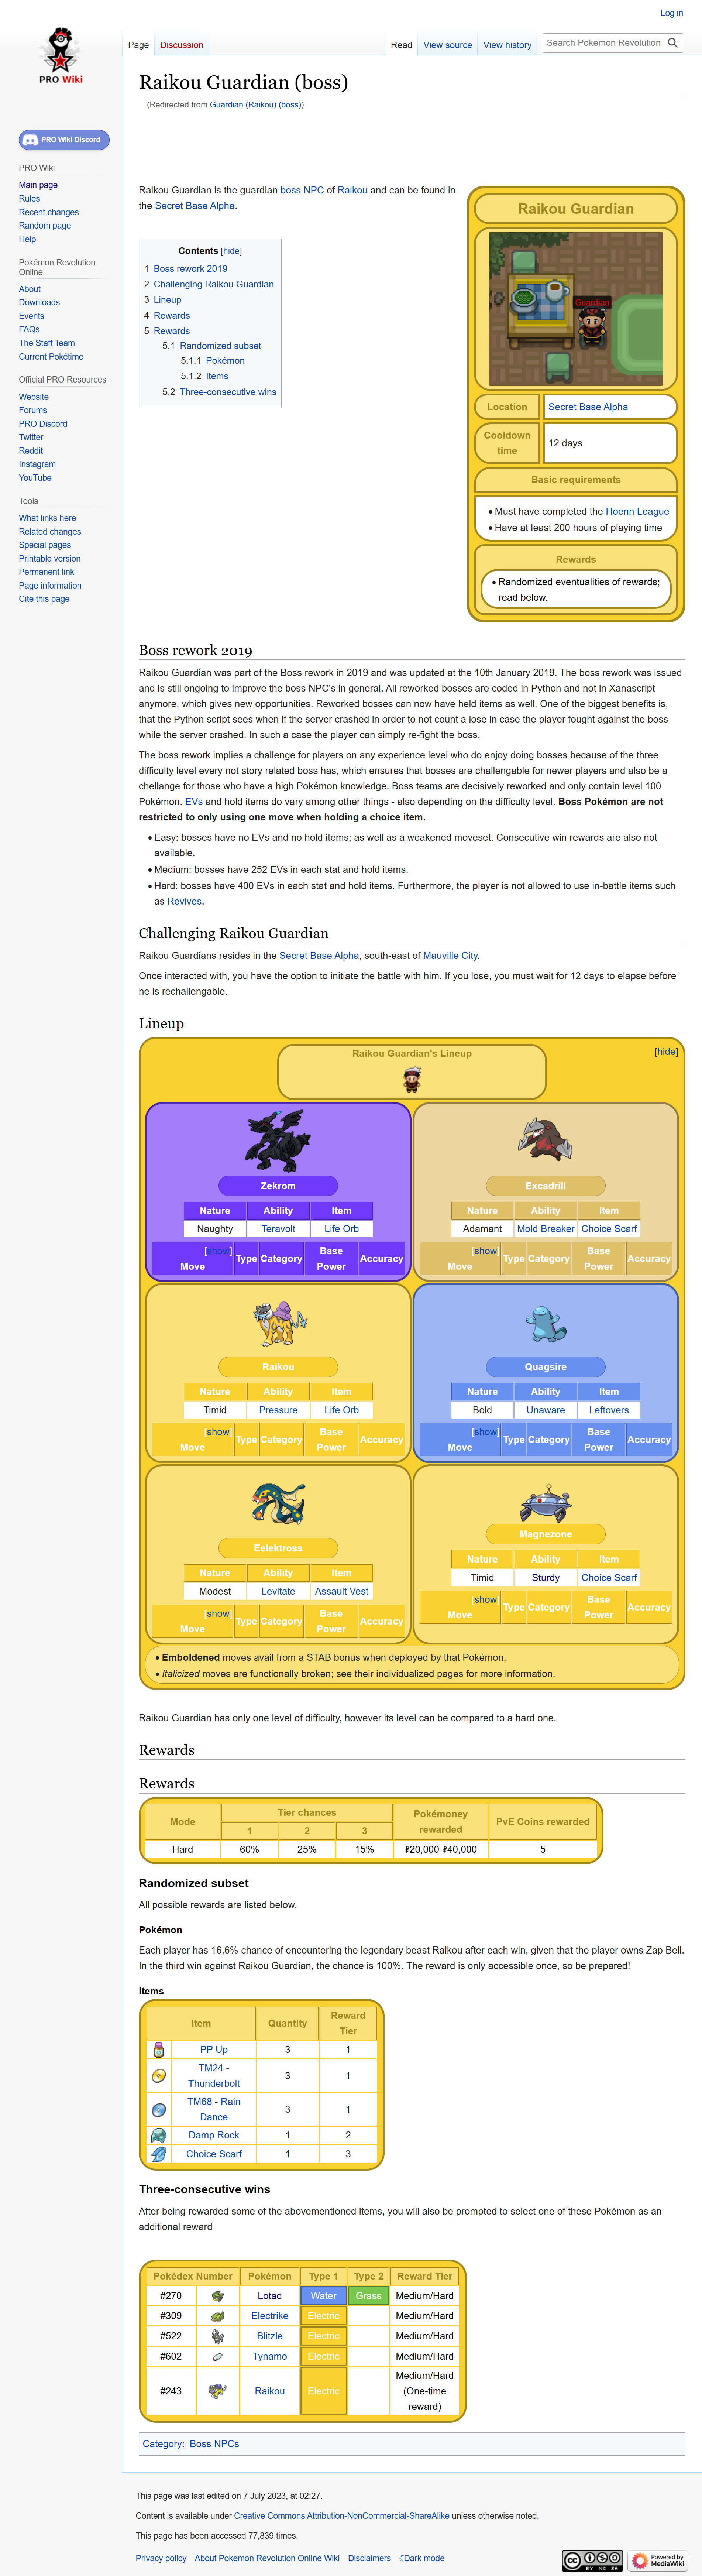 Log in
PRO Wiki
Page
Discussion
Read
View source
View history
Search Pokemon Revolution
Raikou Guardian (boss)
(Redirected from Guardian (Raikou) (boss))
PRO Wiki Discord
PRO Wiki
Main page
Rules
Recent changes
Random page
Help
Pokémon Revolution
Online
About
Downloads
Events
FAQs
The Staff Team
Current Pokétime
Official PRO Resources
Website
Forums
PRO Discord
Twitter
Reddit
Instagram
YouTube
Tools
What links here
Related changes
Special pages
Printable version
Permanent link
Page information
Cite this page
Raikou Guardian is the guardian boss NPC of Raikou and can be found in
the Secret Base Alpha.
Contents [hide]
1 Boss rework 2019
2 Challenging Raikou Guardian
3 Lineup
4 Rewards
5 Rewards
5.1 Randomized subset
5.1.1 Pokémon
5.1.2 Items
5.2 Three-consecutive wins
Raikou Guardian
Guardian
Location
Secret Base Alpha
Cooldown
time
12 days
Basic requirements
• Must have completed the Hoenn League
• Have at least 200 hours of playing time
Rewards
• Randomized eventualities of rewards;
read below.
Boss rework 2019
Raikou Guardian was part of the Boss rework in 2019 and was updated at the 10th January 2019. The boss rework was issued
and is still ongoing to improve the boss NPC's in general. All reworked bosses are coded in Python and not in Xanascript
anymore, which gives new opportunities. Reworked bosses can now have held items as well. One of the biggest benefits is,
that the Python script sees when if the server crashed in order to not count a lose in case the player fought against the boss
while the server crashed. In such a case the player can simply re-fight the boss.
The boss rework implies a challenge for players on any experience level who do enjoy doing bosses because of the three
difficulty level every not story related boss has, which ensures that bosses are challengable for newer players and also be a
chellange for those who have a high Pokémon knowledge. Boss teams are decisively reworked and only contain level 100
Pokémon. EVs and hold items do vary among other things - also depending on the difficulty level. Boss Pokémon are not
restricted to only using one move when holding a choice item.
• Easy: bosses have no EVs and no hold items; as well as a weakened moveset. Consecutive win rewards are also not
available.
• Medium: bosses have 252 EVs in each stat and hold items.
• Hard: bosses have 400 EVs in each stat and hold items. Furthermore, the player is not allowed to use in-battle items such
as Revives.
Challenging Raikou Guardian
Raikou Guardians resides in the Secret Base Alpha, south-east of Mauville City.
Once interacted with, you have the option to initiate the battle with him. If you lose, you must wait for 12 days to elapse before
he is rechallengable.
Lineup
Raikou Guardian's Lineup
[hide]
Zekrom
Nature Ability Item
Naughty Teravolt Life Orb
[show]
Move Type Category Base Power Accuracy
Excadrill
Nature Ability Item
Adamant Mold Breaker Choice Scarf
[show]
Move Type Category Base Power Accuracy
Raikou
Nature Ability Item
Timid Pressure Life Orb
[show]
Move Type Category Base Power Accuracy
Quagsire
Nature Ability Item
Bold Unaware Leftovers
[show]
Move Type Category Base Power Accuracy
Eelektross
Nature Ability Item
Modest Levitate Assault Vest
[show]
Move Type Category Base Power Accuracy
Magnezone
Nature Ability Item
Timid Sturdy Choice Scarf
[show]
Move Type Category Base Power Accuracy
• Emboldened moves avail from a STAB bonus when deployed by that Pokémon.
• Italicized moves are functionally broken; see their individualized pages for more information.
Raikou Guardian has only one level of difficulty, however its level can be compared to a hard one.
Rewards
Rewards
Mode Tier chances Pokémoney rewarded PvE Coins rewarded
1 2 3
Hard 60% 25% 15% ₽20,000-₽40,000 5
Randomized subset
All possible rewards are listed below.
Pokémon
Each player has 16,6% chance of encountering the legendary beast Raikou after each win, given that the player owns Zap Bell.
In the third win against Raikou Guardian, the chance is 100%. The reward is only accessible once, so be prepared!
Items
Item Quantity Reward Tier
PP Up 3 1
TM24 - Thunderbolt 3 1
TM68 - Rain Dance 3 1
Damp Rock 1 2
Choice Scarf 1 3
Three-consecutive wins
After being rewarded some of the abovementioned items, you will also be prompted to select one of these Pokémon as an
additional reward
Pokédex Number Pokémon Type 1 Type 2 Reward Tier
#270 Lotad Water Grass Medium/Hard
#309 Electrike Electric Medium/Hard
#522 Blitzle Electric Medium/Hard
#602 Tynamo Electric Medium/Hard
#243 Raikou Electric Medium/Hard (One-time reward)
Category: Boss NPCs
This page was last edited on 7 July 2023, at 02:27.
Content is available under Creative Commons Attribution-NonCommercial-ShareAlike unless otherwise noted.
This page has been accessed 77,839 times.
Privacy policy About Pokemon Revolution Online Wiki Disclaimers ☾Dark mode
CC BY NC SA
Powered by MediaWiki